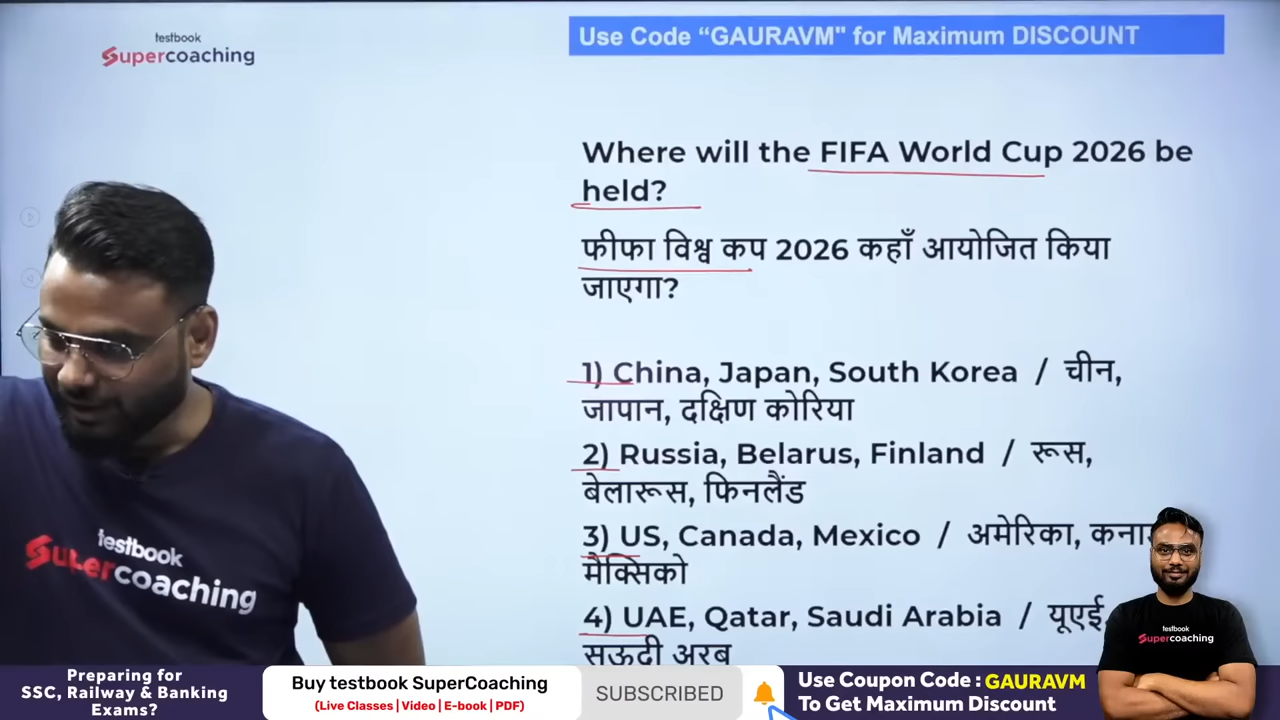 testbook
Supercoaching
Use Code “GAURAVM" for Maximum DISCOUNT
Where will the FIFA World Cup 2026 be
held?
फीफा विश्व कप 2026 कहाँ आयोजित किया
जाएगा?
1) China, Japan, South Korea / चीन,
जापान, दक्षिण कोरिया
2) Russia, Belarus, Finland / रूस,
बेलारूस, फिनलैंड
3) US, Canada, Mexico / अमेरिका,
मैक्सिको
4) UAE, Qatar, Saudi Arabia / यूएई,
सऊदी अरब
testbook
Supercoaching
testbook
Supercoaching
Preparing for
SSC, Railway & Banking
Exams?
Buy testbook SuperCoaching
(Live Classes | Video | E-book | PDF)
SUBSCRIBED
Use Coupon Code : GAURAVM
To Get Maximum Discount